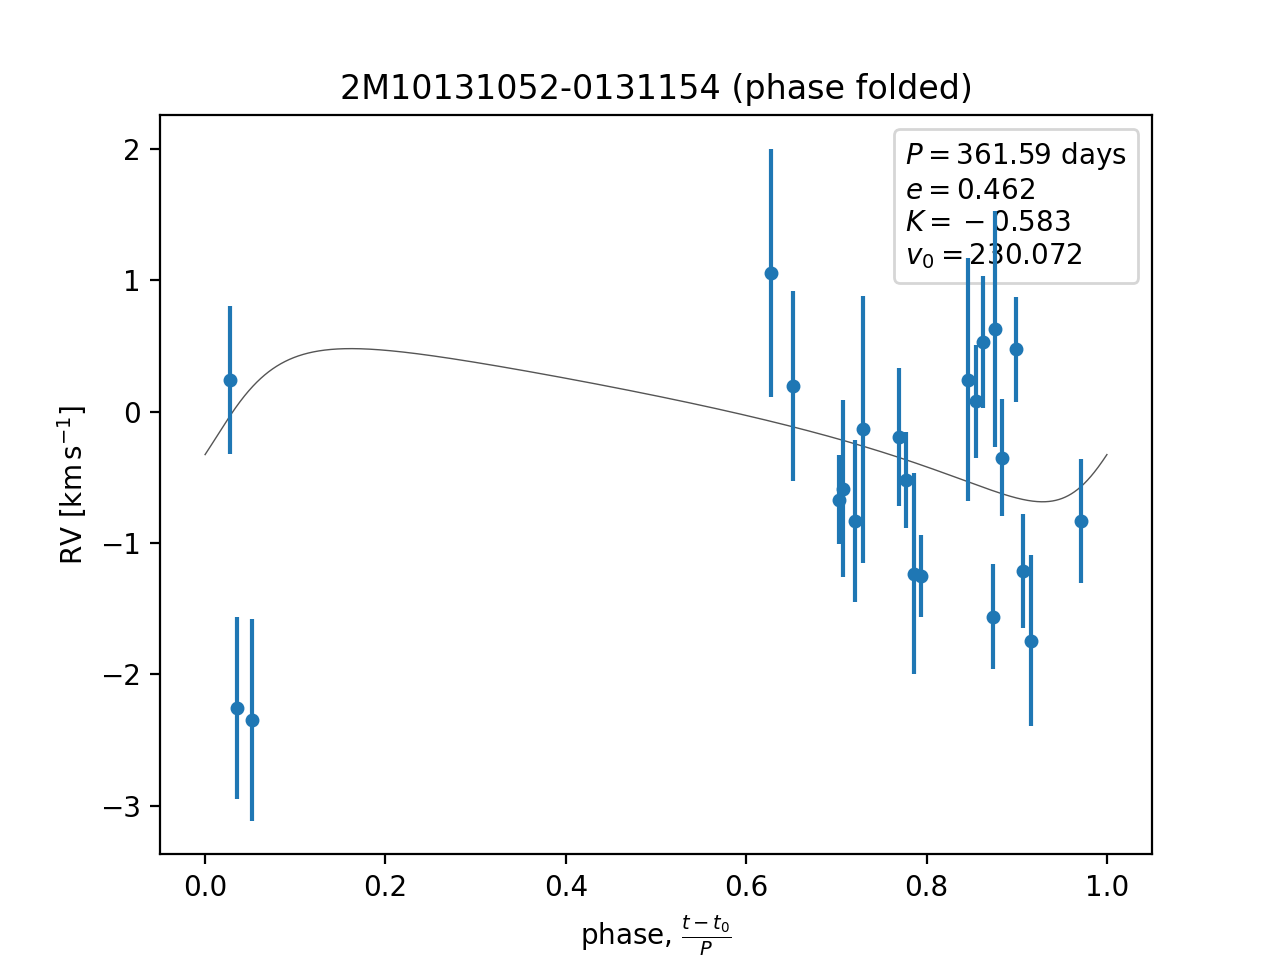 2M10131052-0131154 (phase folded)
P = 361.59 days
e = 0.462
K = −0.583
v₀ = 230.072
2
1
0
−1
−2
−3
RV [km s⁻¹]
0.0 0.2 0.4 0.6 0.8 1.0
phase, (t − t₀)/P